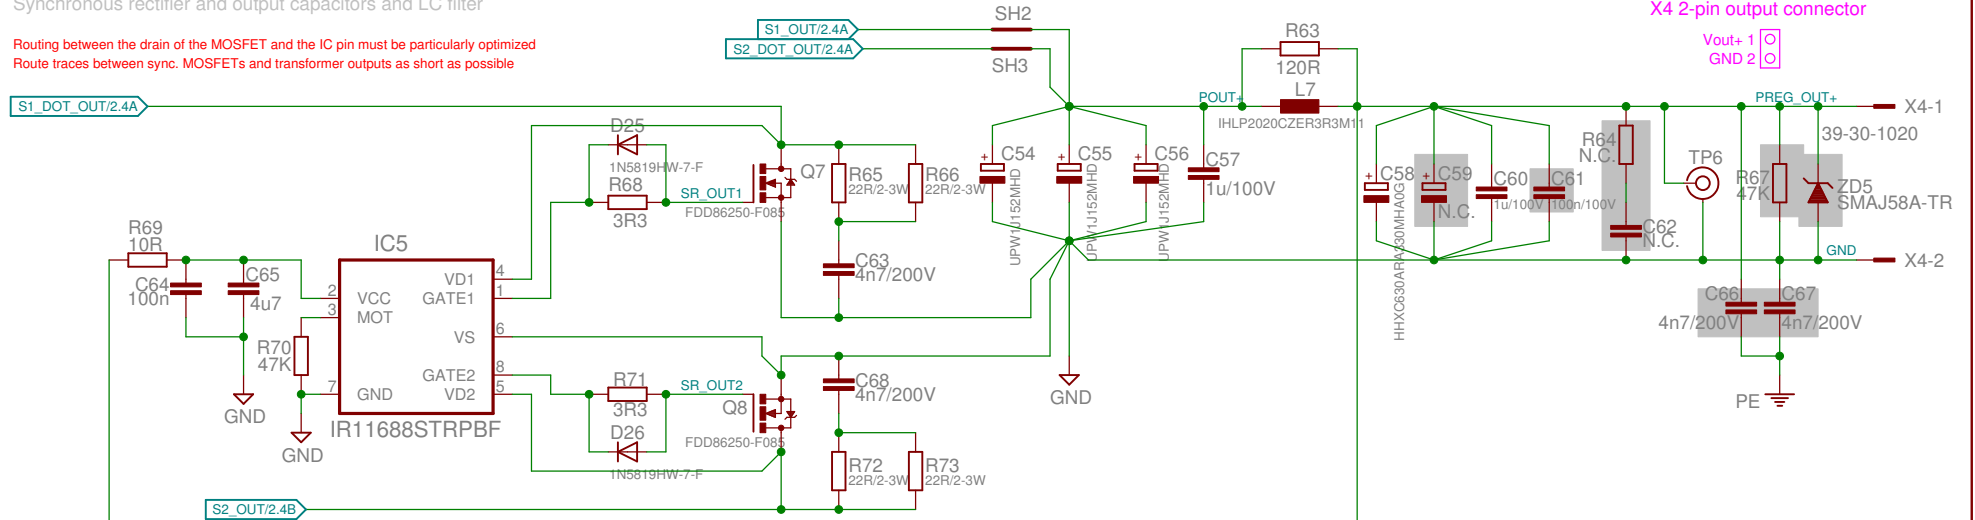 Synchronous rectifier and output capacitors and LC filter
Routing between the drain of the MOSFET and the IC pin must be particularly optimized
Route traces between sync. MOSFETs and transformer outputs as short as possible
S1_OUT/2.4A
S2_DOT_OUT/2.4A
SH2
SH3
R63
120R
L7
IHLP2020CZER3R3M11
POUT+
X4 2-pin output connector
Vout+ 1
GND 2
PREG_OUT+
X4-1
39-30-1020
S1_DOT_OUT/2.4A
D25
1N5819HW-7-F
R68
3R3
SR_OUT1
Q7
FDD86250-F085
R65
22R/2-3W
R66
22R/2-3W
C63
4n7/200V
C54
UPW1J152MHD
C55
UPW1J152MHD
C56
UPW1J152MHD
C57
1u/100V
C58
HHXC630ARA330MHA0G
C59
N.C.
C60
1u/100V
C61
100n/100V
R64
N.C.
C62
N.C.
TP6
R67
47K
ZD5
SMAJ58A-TR
GND
X4-2
C66
4n7/200V
C67
4n7/200V
PE
R69
10R
C64
100n
C65
4u7
GND
R70
47K
GND
IC5
IR11688STRPBF
2
VCC
3
MOT
7
GND
VD1
4
GATE1
1
VS
6
GATE2
8
VD2
5
R71
3R3
D26
1N5819HW-7-F
SR_OUT2
Q8
FDD86250-F085
C68
4n7/200V
R72
22R/2-3W
R73
22R/2-3W
GND
S2_OUT/2.4B